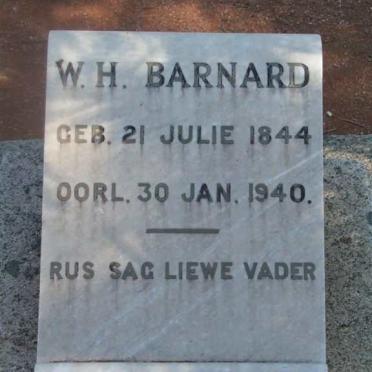 W. H. BARNARD
GEB. 21 JULIE 1844
OORL. 30 JAN. 1940.
RUS SAG LIEWE VADER